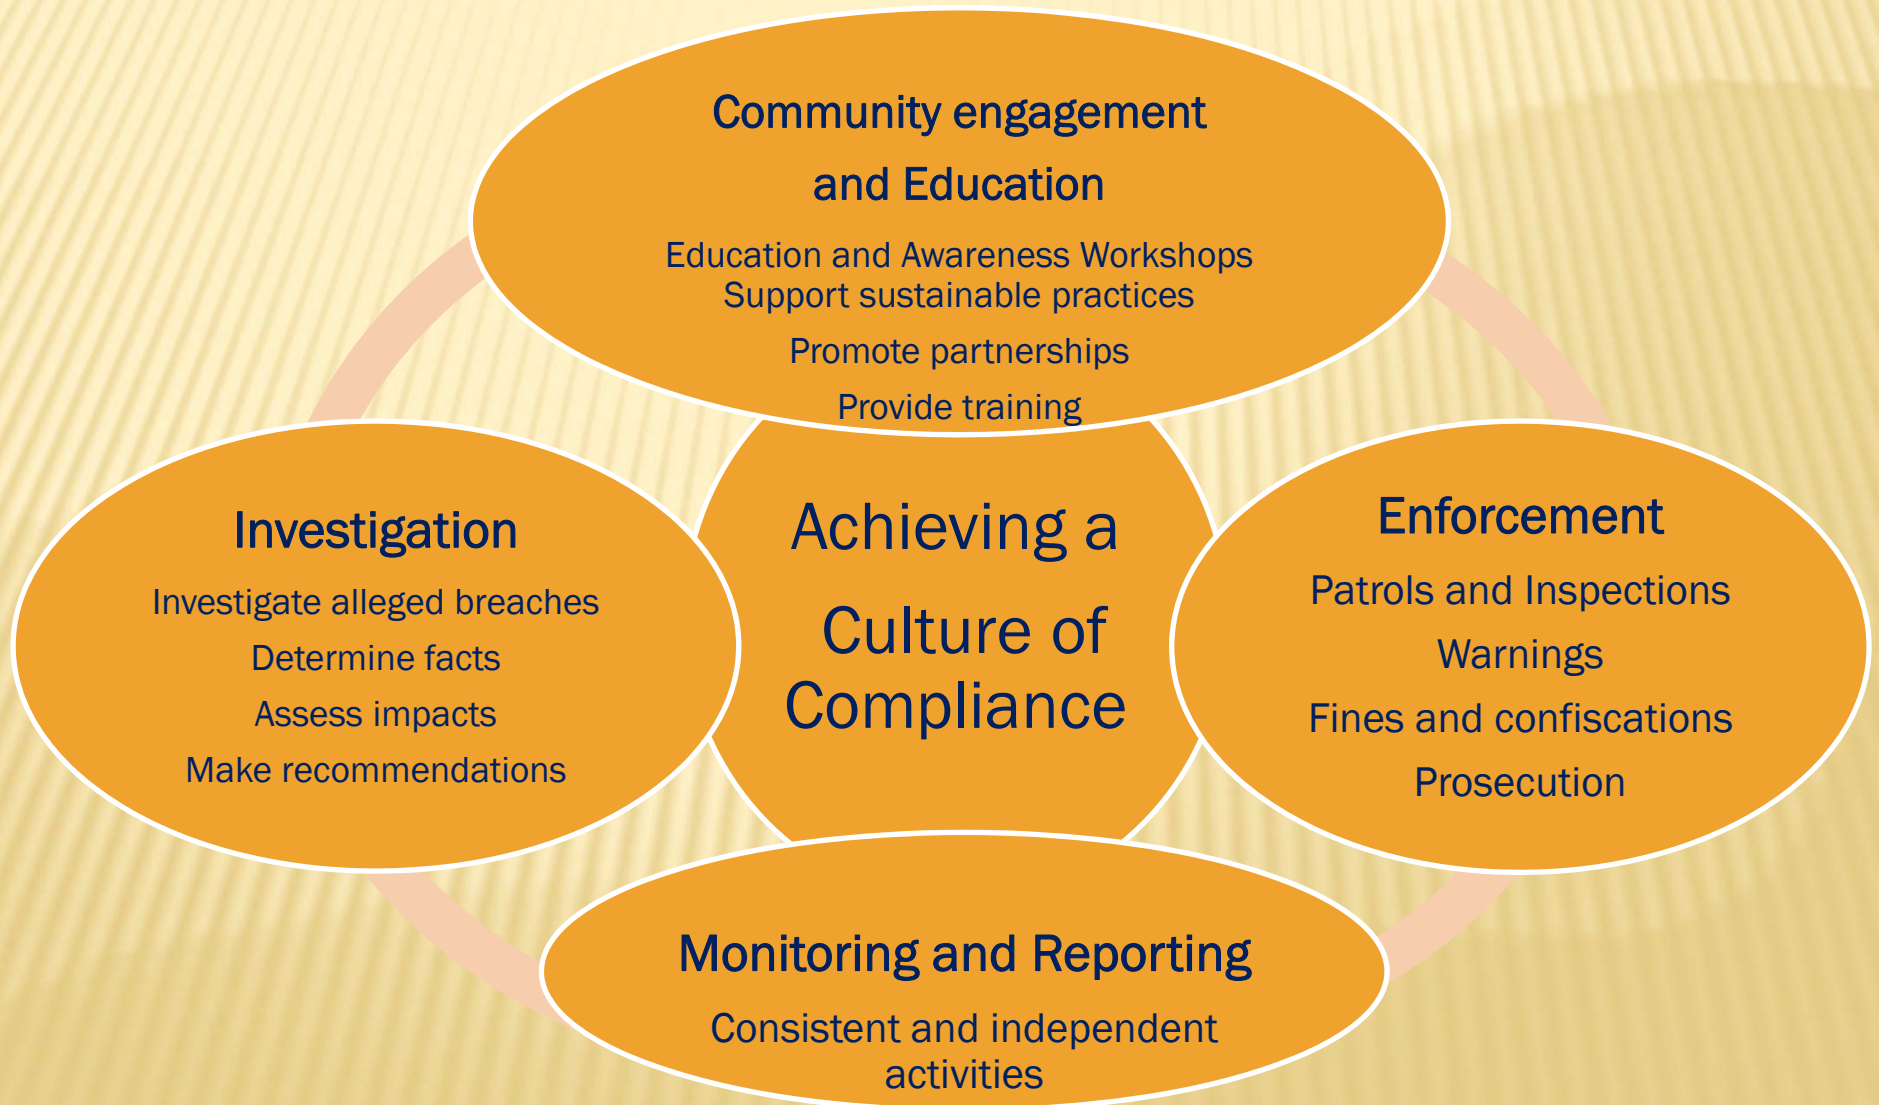 Community engagement
and Education
Education and Awareness Workshops
Support sustainable practices
Promote partnerships
Provide training
Investigation
Investigate alleged breaches
Determine facts
Assess impacts
Make recommendations
Achieving a
Culture of
Compliance
Enforcement
Patrols and Inspections
Warnings
Fines and confiscations
Prosecution
Monitoring and Reporting
Consistent and independent
activities